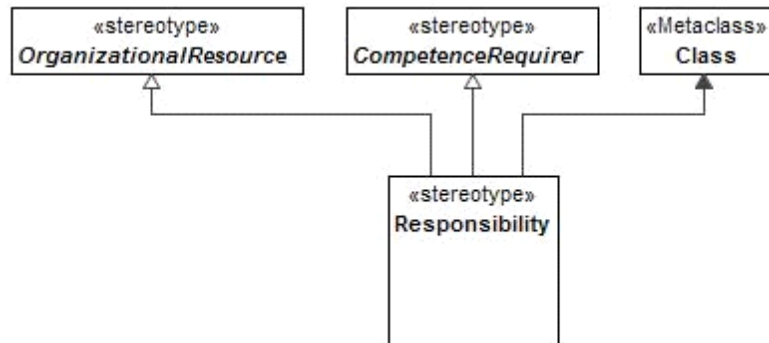 «stereotype»
OrganizationalResource
«stereotype»
CompetenceRequirer
«Metaclass»
Class
«stereotype»
Responsibility